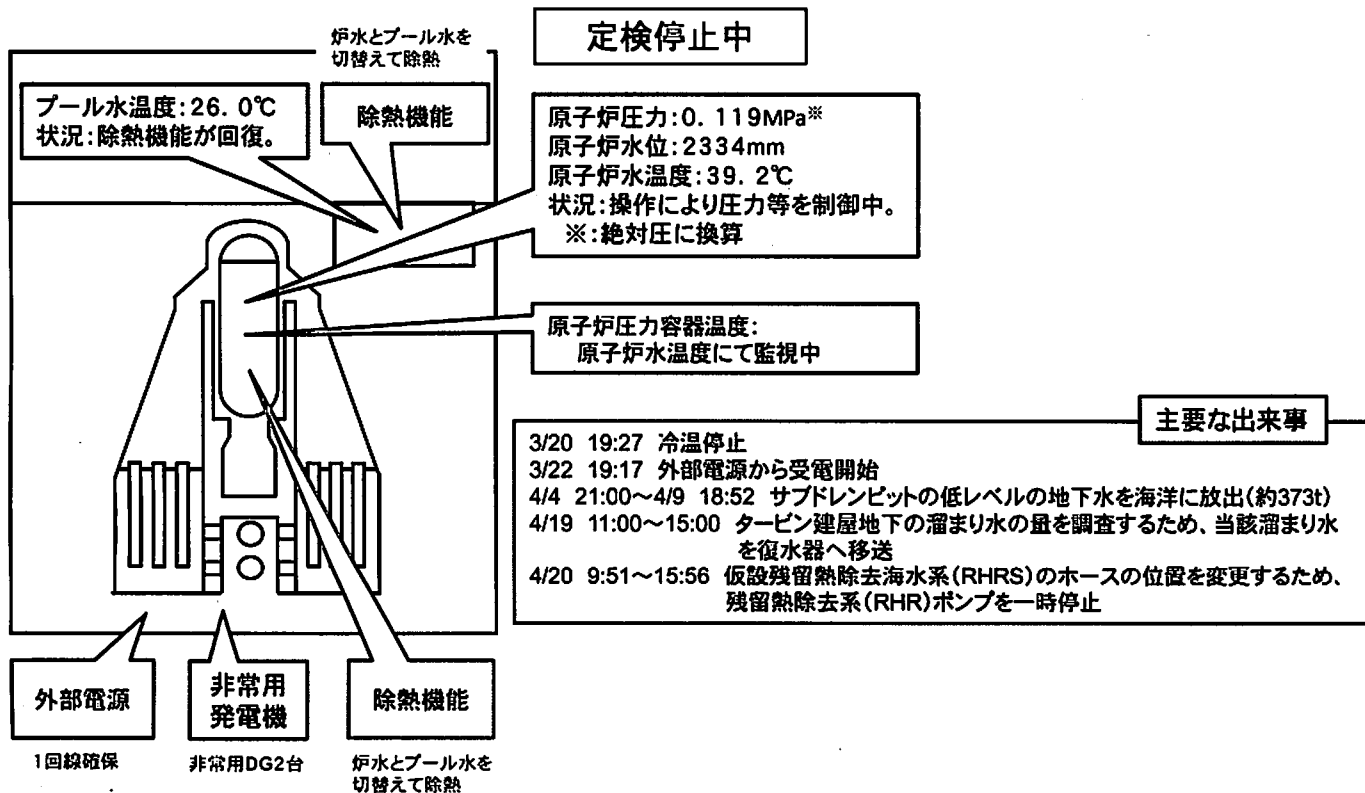 定検停止中
炉水とプール水を
切替えて除熱
プール水温度:26.0℃
状況:除熱機能が回復。
除熱機能
原子炉圧力:0.119MPa※
原子炉水位:2334mm
原子炉水温度:39.2℃
状況:操作により圧力等を制御中。
※:絶対圧に換算
原子炉圧力容器温度:
原子炉水温度にて監視中
主要な出来事
3/20 19:27 冷温停止
3/22 19:17 外部電源から受電開始
4/4 21:00～4/9 18:52 サブドレンピットの低レベルの地下水を海洋に放出(約373t)
4/19 11:00～15:00 タービン建屋地下の溜まり水の量を調査するため、当該溜まり水
を復水器へ移送
4/20 9:51～15:56 仮設残留熱除去海水系(RHRS)のホースの位置を変更するため、
残留熱除去系(RHR)ポンプを一時停止
外部電源
1回線確保
非常用
発電機
非常用DG2台
除熱機能
炉水とプール水を
切替えて除熱